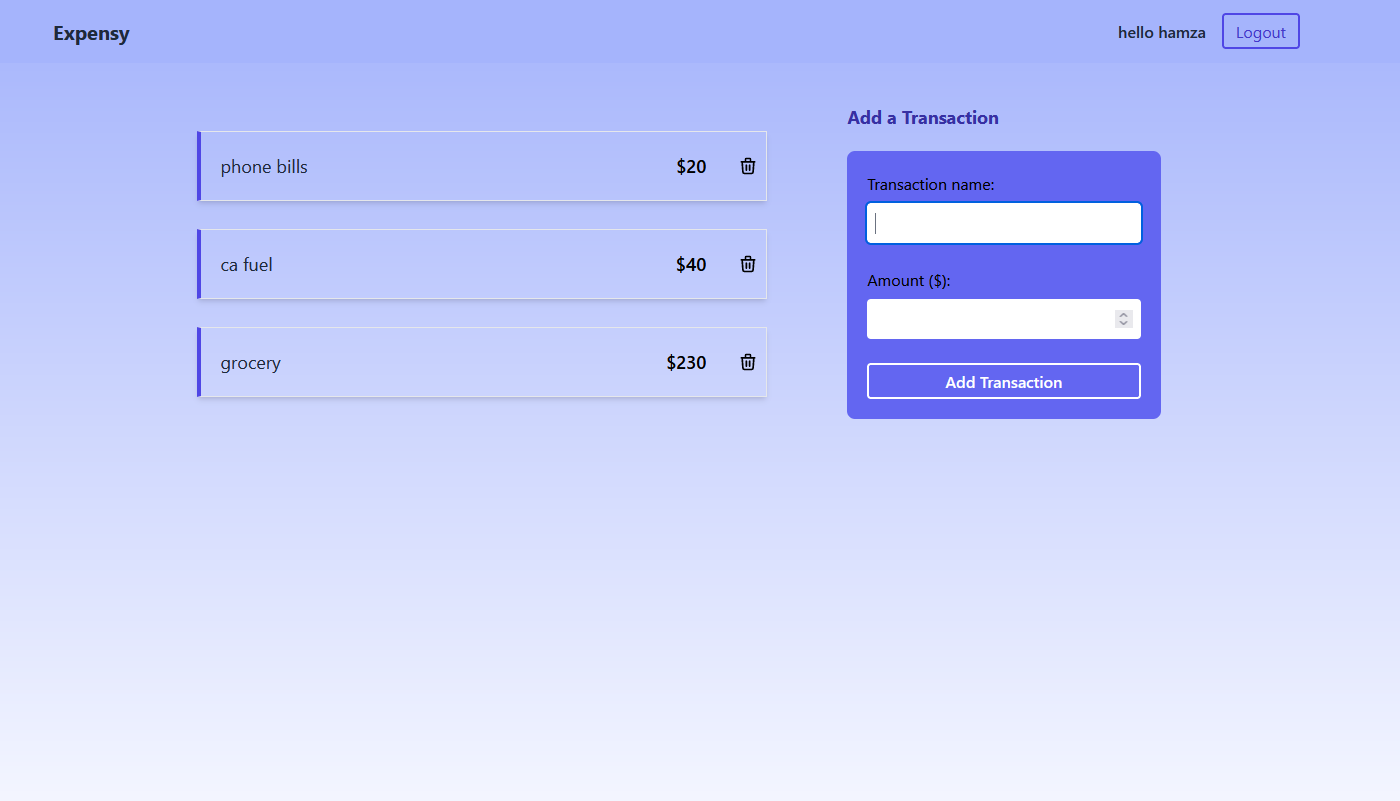 Expensy
hello hamza
Logout
phone bills
$20
ca fuel
$40
grocery
$230
Add a Transaction
Transaction name:
Amount ($):
Add Transaction